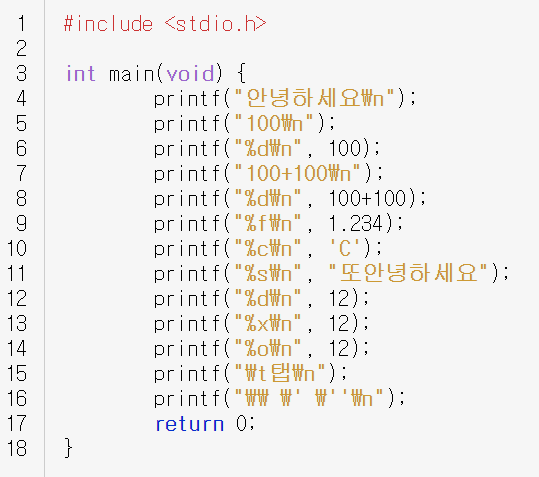 1 #include <stdio.h>
2
3 int main(void) {
4 printf("안녕하세요₩n");
5 printf("100₩n");
6 printf("%d₩n", 100);
7 printf("100+100₩n");
8 printf("%d₩n", 100+100);
9 printf("%f₩n", 1.234);
10 printf("%c₩n", 'C');
11 printf("%s₩n", "또안녕하세요");
12 printf("%d₩n", 12);
13 printf("%x₩n", 12);
14 printf("%o₩n", 12);
15 printf("₩t탭₩n");
16 printf("₩₩ ₩' ₩''₩n");
17 return 0;
18 }